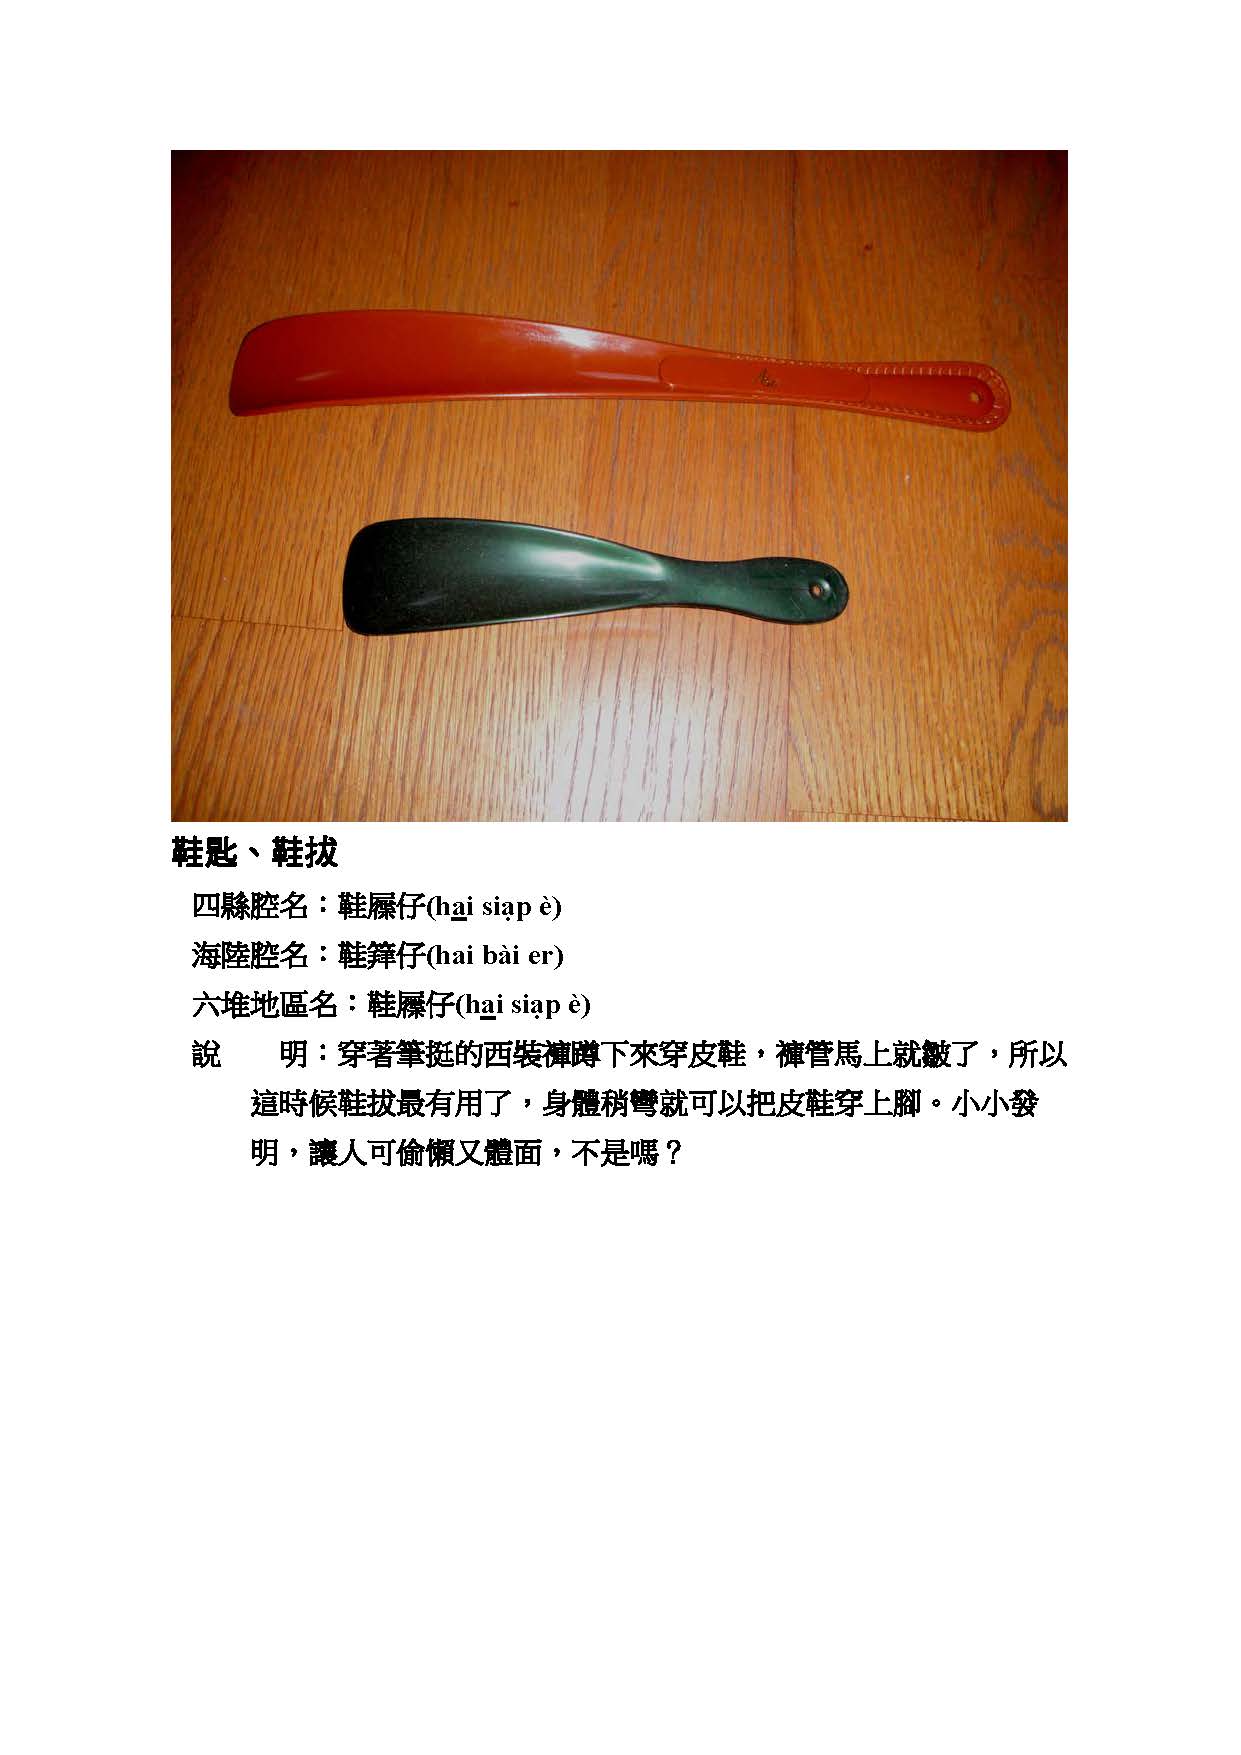 鞋匙、鞋拔
四縣腔名：鞋屧仔(ha̲i siạp è)
海陸腔名：鞋箄仔(hai bài er)
六堆地區名：鞋屧仔(ha̲i siạp è)
說　　明：穿著筆挺的西裝褲蹲下來穿皮鞋，褲管馬上就皺了，所以
這時候鞋拔最有用了，身體稍彎就可以把皮鞋穿上腳。小小發
明，讓人可偷懶又體面，不是嗎？